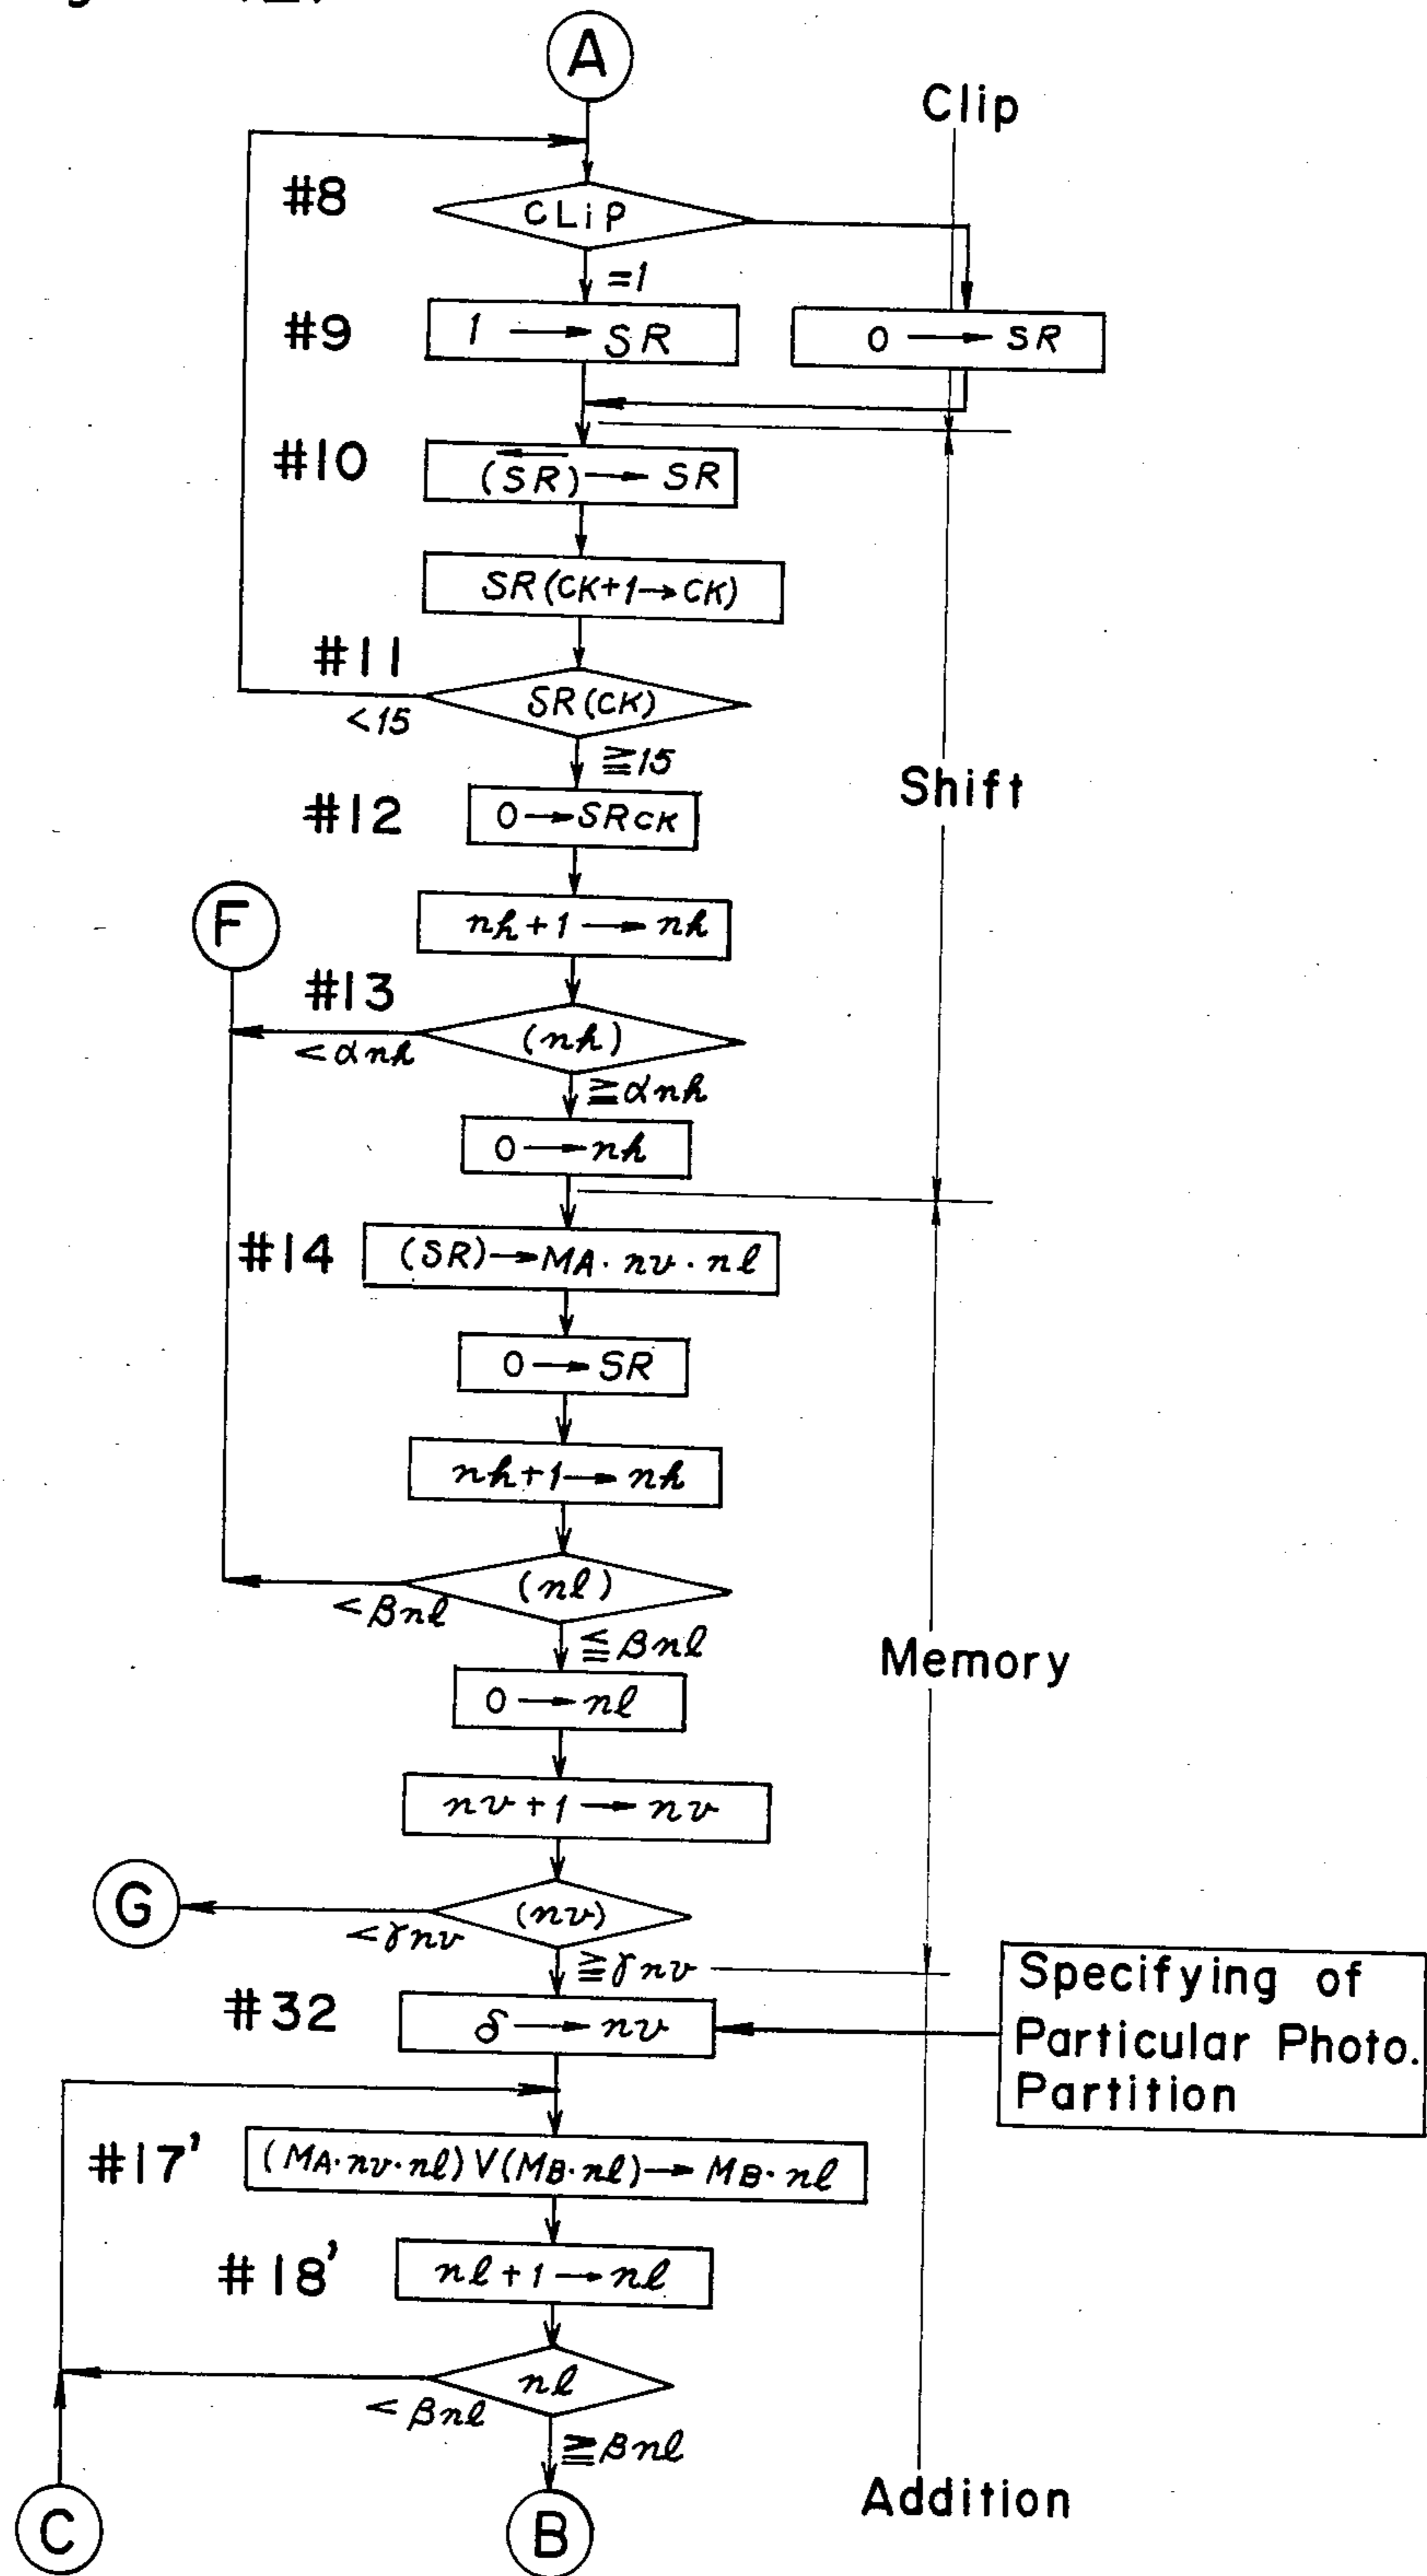 A
Clip
#8
CLiP
=1
#9
1 → SR
0 → SR
#10
(SR) → SR
SR(CK+1→CK)
#11
SR(CK)
<15
≧15
Shift
#12
0→SRCK
F
nh+1 → nh
#13
(nh)
<αnh
≧αnh
0 → nh
#14
(SR)→MA·nv·nl
0 → SR
nh+1→nh
(nl)
<βnl
≦βnl
Memory
0 → nl
nv+1 → nv
G
(nv)
<γnv
≧γnv
Specifying of
Particular Photo.
Partition
#32
δ → nv
#17'
(MA·nv·nl)V(MB·nl)→ MB·nl
#18'
nl+1→nl
nl
<βnl
≧βnl
C
B
Addition